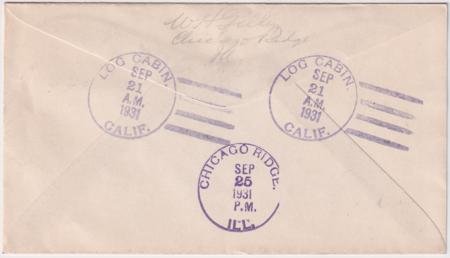 Chicago Ridge
Ill.
LOG CABIN.
SEP
21
A.M.
1931
CALIF.
LOG CABIN.
SEP
21
A.M.
1931
CALIF.
CHICAGO RIDGE.
SEP
25
1931
P.M.
ILL.